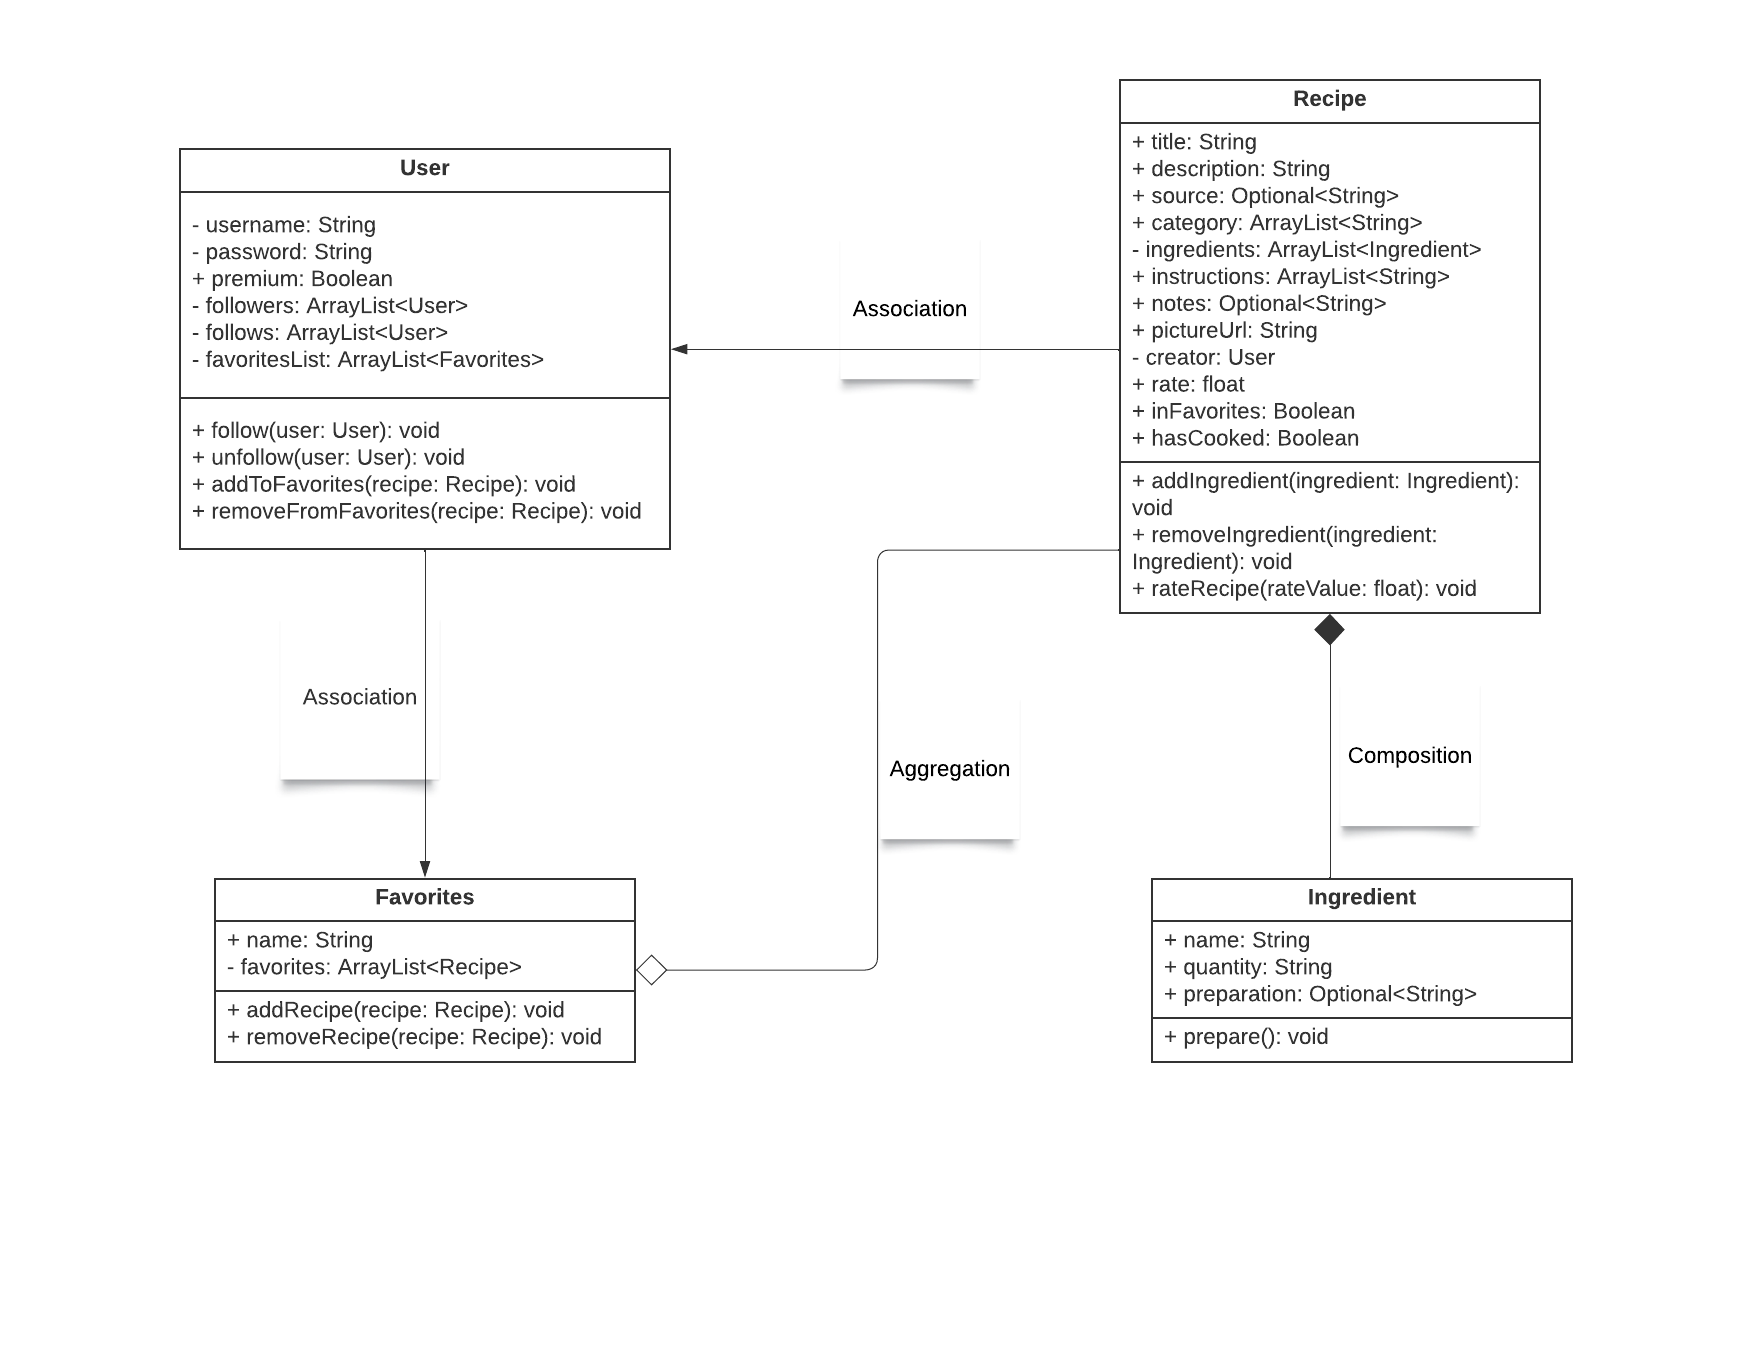 User
- username: String
- password: String
+ premium: Boolean
- followers: ArrayList<User>
- follows: ArrayList<User>
- favoritesList: ArrayList<Favorites>
+ follow(user: User): void
+ unfollow(user: User): void
+ addToFavorites(recipe: Recipe): void
+ removeFromFavorites(recipe: Recipe): void
Association
Recipe
+ title: String
+ description: String
+ source: Optional<String>
+ category: ArrayList<String>
- ingredients: ArrayList<Ingredient>
+ instructions: ArrayList<String>
+ notes: Optional<String>
+ pictureUrl: String
- creator: User
+ rate: float
+ inFavorites: Boolean
+ hasCooked: Boolean
+ addIngredient(ingredient: Ingredient):
void
+ removeIngredient(ingredient:
Ingredient): void
+ rateRecipe(rateValue: float): void
Association
Aggregation
Composition
Favorites
+ name: String
- favorites: ArrayList<Recipe>
+ addRecipe(recipe: Recipe): void
+ removeRecipe(recipe: Recipe): void
Ingredient
+ name: String
+ quantity: String
+ preparation: Optional<String>
+ prepare(): void